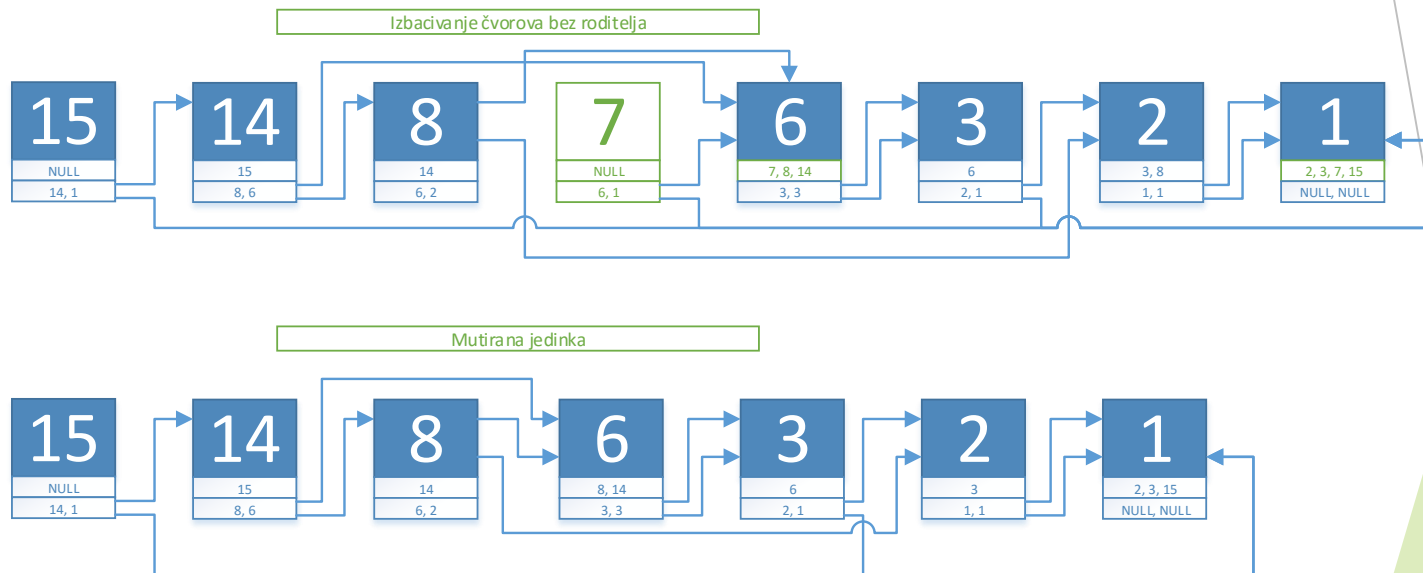 Izbacivanje čvorova bez roditelja
15 14 8 7 6 3 2 1
NULL 15 14 NULL 7, 8, 14 6 3, 8 2, 3, 7, 15
14, 1 8, 6 6, 2 6, 1 3, 3 2, 1 1, 1 NULL, NULL
Mutirana jedinka
15 14 8 6 3 2 1
NULL 15 14 8, 14 6 3 2, 3, 15
14, 1 8, 6 6, 2 3, 3 2, 1 1, 1 NULL, NULL